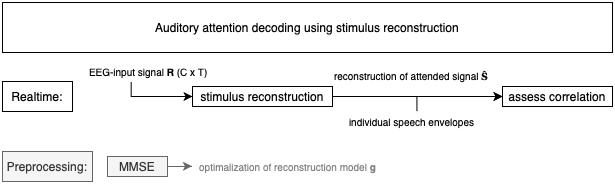 Auditory attention decoding using stimulus reconstruction
EEG-input signal R (C x T)
reconstruction of attended signal Ŝ
Realtime:
stimulus reconstruction
assess correlation
individual speech envelopes
Preprocessing:
MMSE
optimalization of reconstruction model g